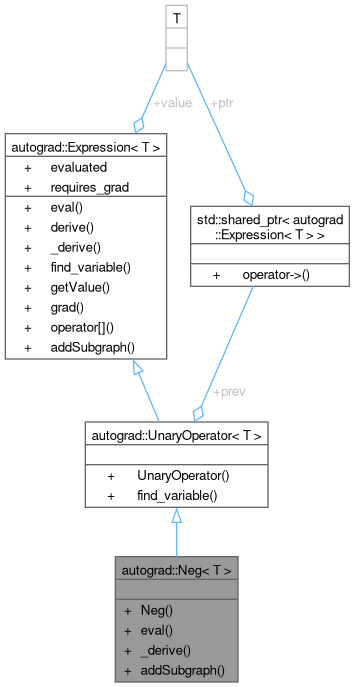 T
+value
+ptr
autograd::Expression< T >
+ evaluated
+ requires_grad
+ eval()
+ derive()
+ _derive()
+ find_variable()
+ getValue()
+ grad()
+ operator[]()
+ addSubgraph()
std::shared_ptr< autograd
::Expression< T > >
+ operator->()
+prev
autograd::UnaryOperator< T >
+ UnaryOperator()
+ find_variable()
autograd::Neg< T >
+ Neg()
+ eval()
+ _derive()
+ addSubgraph()